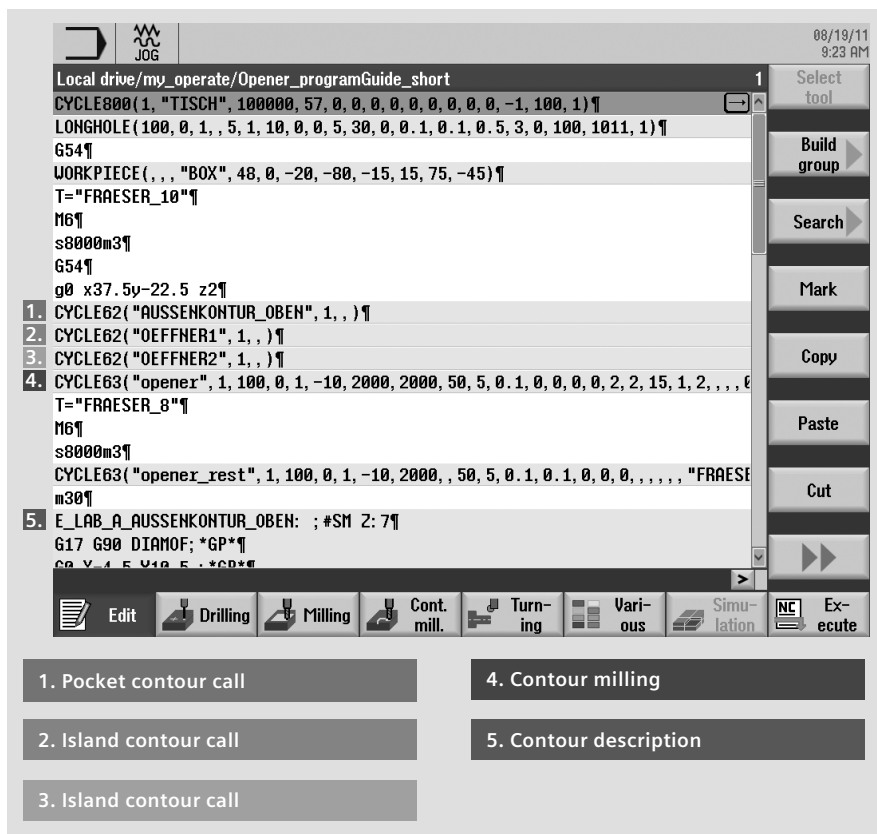 JOG
08/19/11
9:23 AM
Local drive/my_operate/Opener_programGuide_short 1
CYCLE800(1, "TISCH", 100000, 57, 0, 0, 0, 0, 0, 0, 0, 0, 0, -1, 100, 1)¶
LONGHOLE(100, 0, 1, , 5, 1, 10, 0, 0, 5, 30, 0, 0.1, 0.1, 0.5, 3, 0, 100, 1011, 1)¶
G54¶
WORKPIECE(, , , "BOX", 48, 0, -20, -80, -15, 15, 75, -45)¶
T="FRAESER_10"¶
M6¶
s8000m3¶
G54¶
g0 x37.5y-22.5 z2¶
1. CYCLE62("AUSSENKONTUR_OBEN", 1, , )¶
2. CYCLE62("OEFFNER1", 1, , )¶
3. CYCLE62("OEFFNER2", 1, , )¶
4. CYCLE63("opener", 1, 100, 0, 1, -10, 2000, 2000, 50, 5, 0.1, 0, 0, 0, 0, 2, 2, 15, 1, 2, , , ,
T="FRAESER_8"¶
M6¶
s8000m3¶
CYCLE63("opener_rest", 1, 100, 0, 1, -10, 2000, , 50, 5, 0.1, 0.1, 0, 0, 0, , , , , , "FRAESE
m30¶
5. E_LAB_A_AUSSENKONTUR_OBEN: ;#SM Z:7¶
G17 G90 DIAMOF;*GP*¶
Select
tool
Build
group
Search
Mark
Copy
Paste
Cut
Edit
Drilling
Milling
Cont.
mill.
Turn-
ing
Vari-
ous
Simu-
lation
NC
Ex-
ecute
1. Pocket contour call
2. Island contour call
3. Island contour call
4. Contour milling
5. Contour description